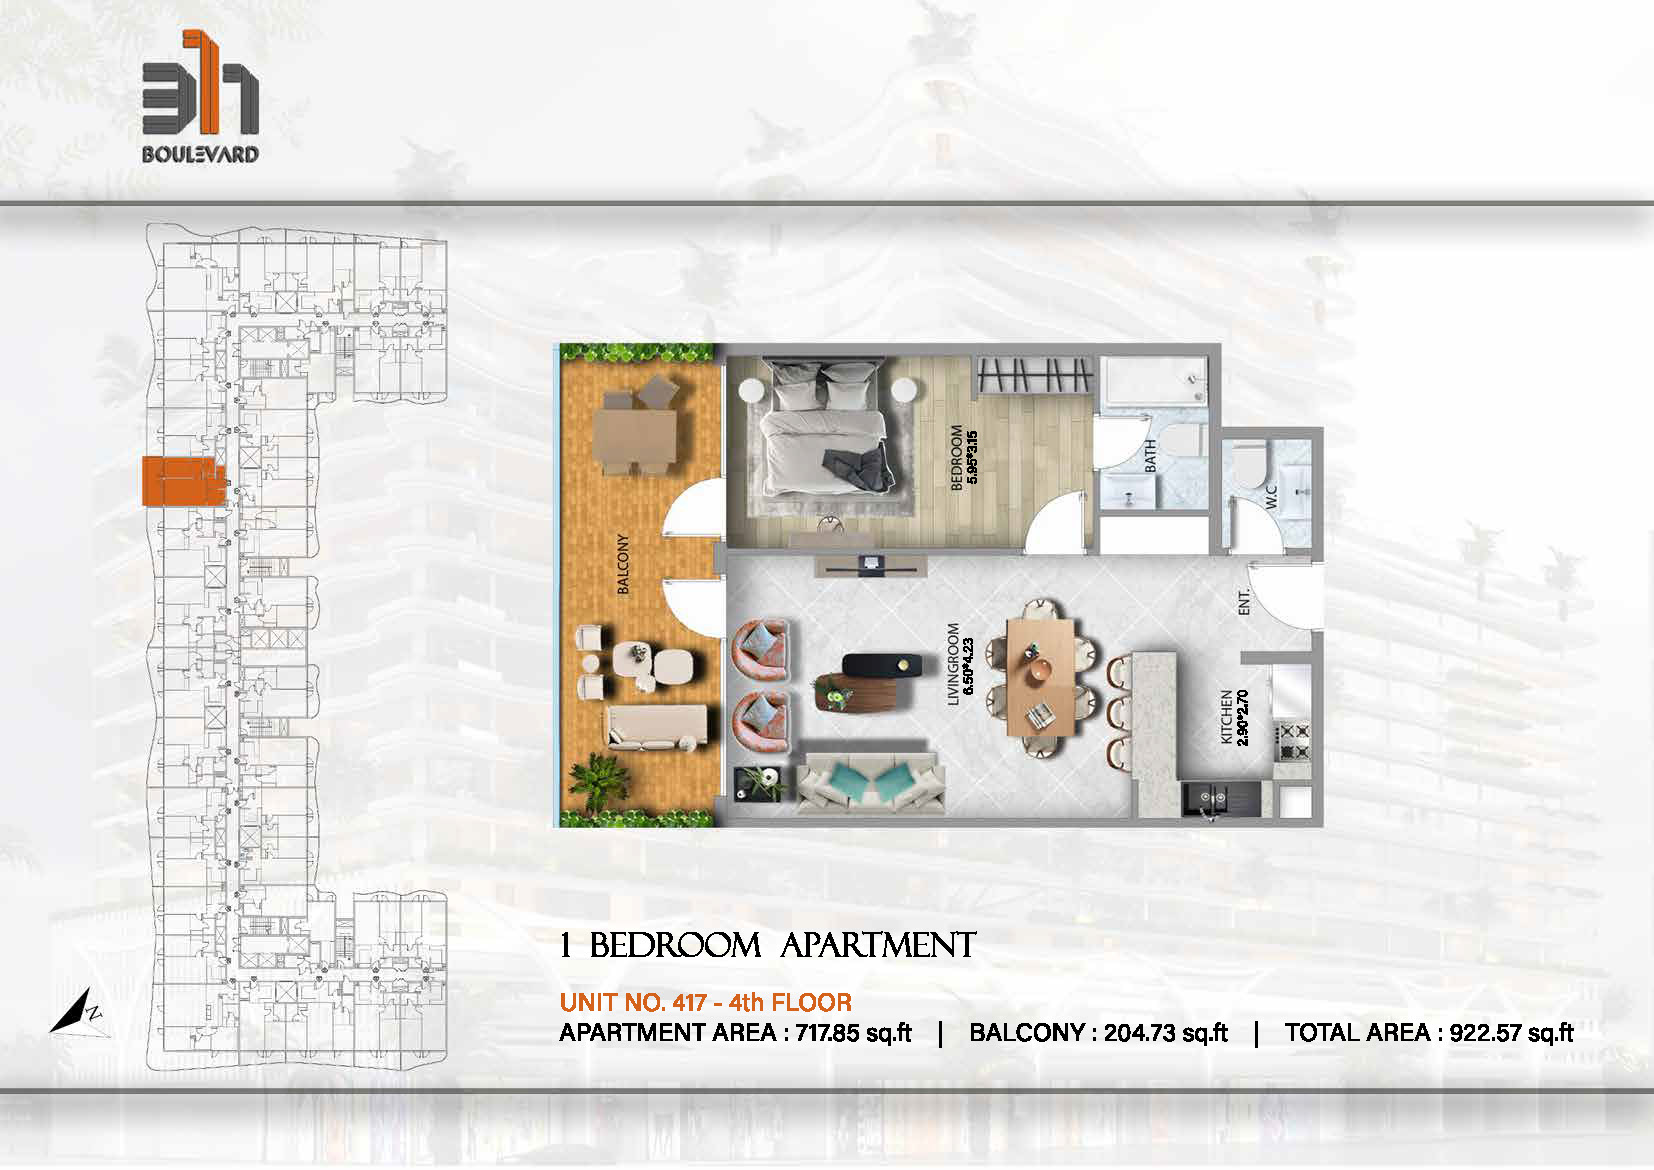 311
BOULEVARD
BALCONY
BEDROOM
5.95*3.15
BATH
W.C
ENT.
LIVINGROOM
6.50*4.23
KITCHEN
2.90*2.70
N
1 BEDROOM APARTMENT
UNIT NO. 417 - 4th FLOOR
APARTMENT AREA : 717.85 sq.ft | BALCONY : 204.73 sq.ft | TOTAL AREA : 922.57 sq.ft